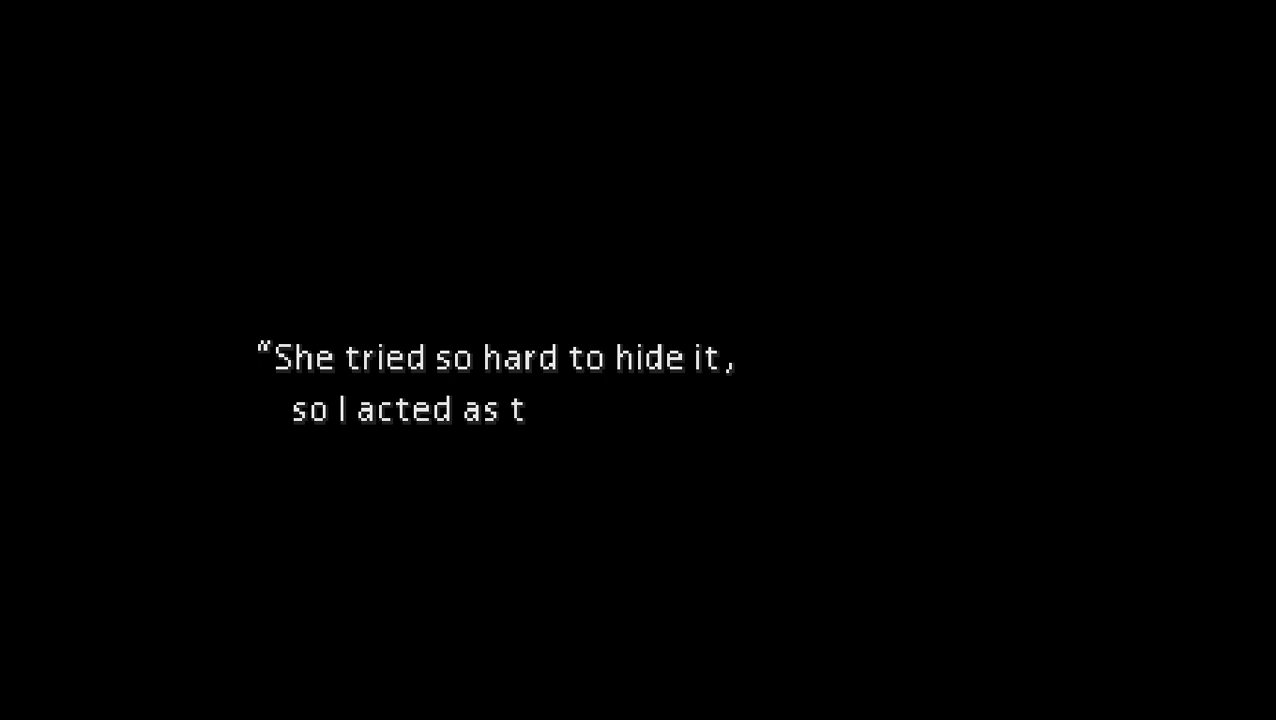 “She tried so hard to hide it,
so I acted as t